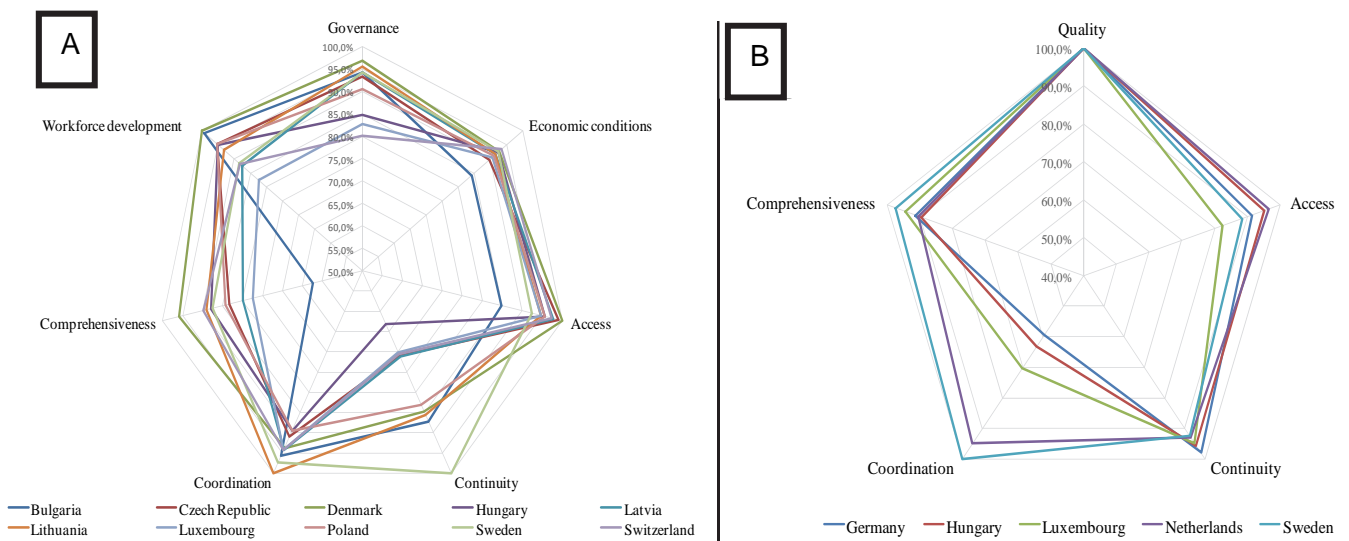 A
Governance
100,0%
95,0%
90,0%
85,0%
80,0%
75,0%
70,0%
65,0%
60,0%
55,0%
50,0%
Economic conditions
Access
Continuity
Coordination
Comprehensiveness
Workforce development
Bulgaria Czech Republic Denmark Hungary Latvia
Lithuania Luxembourg Poland Sweden Switzerland
B
Quality
100,0%
90,0%
80,0%
70,0%
60,0%
50,0%
40,0%
Access
Continuity
Coordination
Comprehensiveness
Germany Hungary Luxembourg Netherlands Sweden